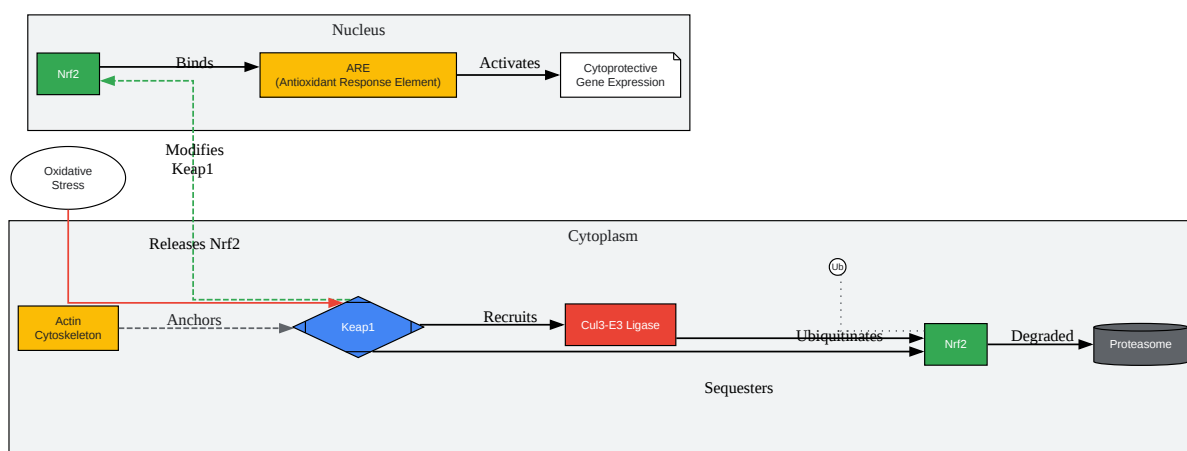 Nucleus
Nrf2
Binds
ARE
(Antioxidant Response Element)
Activates
Cytoprotective
Gene Expression
Modifies
Keap1
Oxidative
Stress
Releases Nrf2
Cytoplasm
Ub
Actin
Cytoskeleton
Anchors
Keap1
Recruits
Cul3-E3 Ligase
Ubiquitinates
Nrf2
Degraded
Proteasome
Sequesters